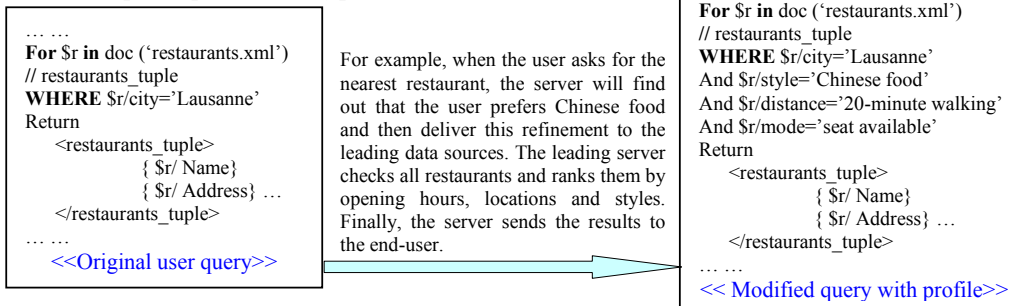 … …
For $r in doc (‘restaurants.xml’)
// restaurants_tuple
WHERE $r/city=’Lausanne’
Return
<restaurants_tuple>
{ $r/ Name}
{ $r/ Address} …
</restaurants_tuple>
… …
<<Original user query>>
For example, when the user asks for the
nearest restaurant, the server will find
out that the user prefers Chinese food
and then deliver this refinement to the
leading data sources. The leading server
checks all restaurants and ranks them by
opening hours, locations and styles.
Finally, the server sends the results to
the end-user.
For $r in doc (‘restaurants.xml’)
// restaurants_tuple
WHERE $r/city=’Lausanne’
And $r/style=’Chinese food’
And $r/distance=’20-minute walking’
And $r/mode=’seat available’
Return
<restaurants_tuple>
{ $r/ Name}
{ $r/ Address} …
</restaurants_tuple>
… …
<< Modified query with profile>>